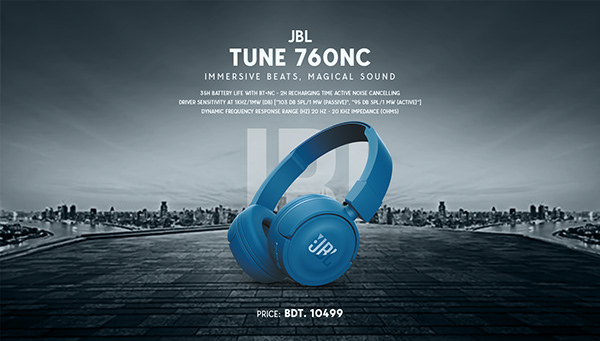 JBL
TUNE 760NC
IMMERSIVE BEATS, MAGICAL SOUND
35H BATTERY LIFE WITH BT+NC - 2H RECHARGING TIME ACTIVE NOISE CANCELLING
DRIVER SENSITIVITY AT 1KHZ/1MW (DB) ["103 DB SPL/1 MW (PASSIVE)", "95 DB SPL/1 MW (ACTIVE)"]
DYNAMIC FREQUENCY RESPONSE RANGE (HZ) 20 HZ - 20 KHZ IMPEDANCE (OHMS)
JBL
JBL
PRICE: BDT. 10499